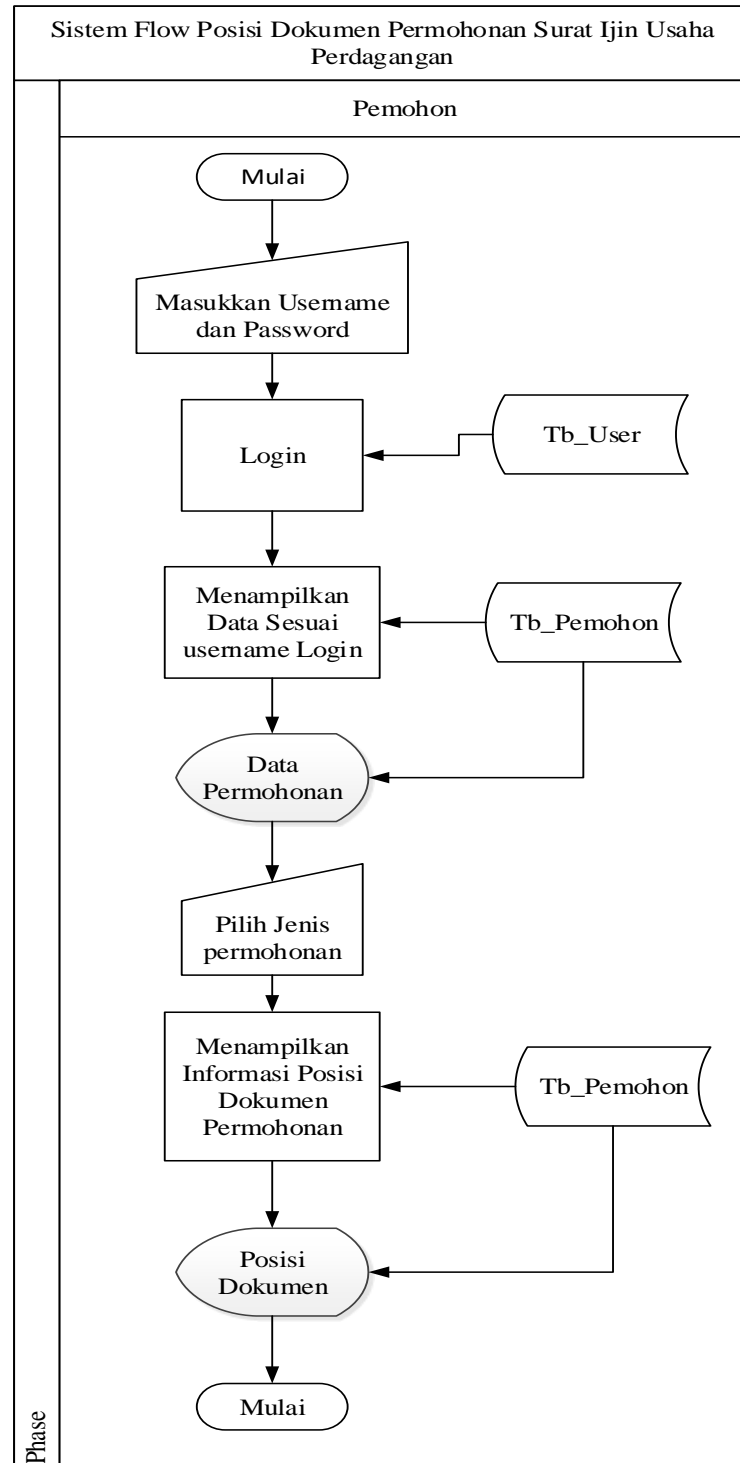 Sistem Flow Posisi Dokumen Permohonan Surat Ijin Usaha
Perdagangan
Pemohon
Mulai
Masukkan Username
dan Password
Login
Tb_User
Menampilkan
Data Sesuai
username Login
Tb_Pemohon
Data
Permohonan
Pilih Jenis
permohonan
Menampilkan
Informasi Posisi
Dokumen
Permohonan
Tb_Pemohon
Posisi
Dokumen
Mulai
Phase